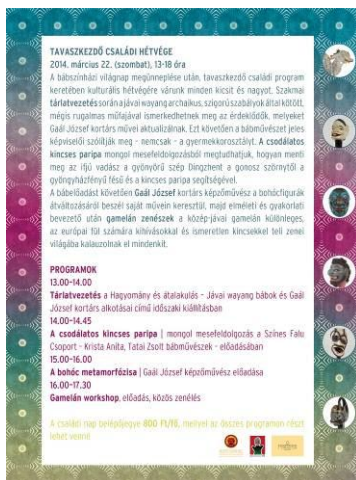 TAVASZKEZDŐ CSALÁDI HÉTVÉGE
2014. március 22. (szombat), 13-18 óra
A bábszínházi világnap megünneplése után, tavaszkezdő családi program
keretében kulturális hétvégére várunk minden kicsit és nagyot. Szakmai
tárlatvezetés során a jávai wayang archaikus, szigorú szabályok által kötött,
mégis rugalmas műfajával ismerkedhetnek meg az érdeklődők, melyeket
Gaál József kortárs művei aktualizálnak. Ezt követően a bábművészet jeles
képviselői szólítják meg - nemcsak - a gyermekkorosztályt. A csodálatos
kincses paripa mongol mesefeldolgozásból megtudhatjuk, hogyan menti
meg az ifjú vadász a gyönyörű szép Dingzhent a gonosz szörnytől a
gyöngyházfényű fésű és a kincses paripa segítségével.
A bábelőadást követően Gaál József kortárs képzőművész a bohócfigurák
átváltozásáról beszél sajátművein keresztül, majd elméleti és gyakorlati
bevezető után gamelán zenészek a közép-jávai gamelán különleges,
az európai fül számára kihívásokkal és ismeretlen kincsekkel teli zenei
világába kalauzolnak el mindenkit.
PROGRAMOK
13.00-14.00
Tárlatvezetés a Hagyomány és átalakulás - Jávai wayang bábok és Gaál
József kortárs alkotásai című időszaki kiállításban
14.00-14.45
A csodálatos kincses paripa | mongol mesefeldolgozás a Színes Falu
Csoport - Krista Anita, Tatai Zsolt bábművészek - előadásában
15.00-16.00
A bohóc metamorfózisa | Gaál József képzőművész előadása
16.00-17.30
Gamelán workshop, előadás, közös zenélés
A családi nap belépőjegye 800 Ft/fő, mellyel az összes programon részt
lehet venni!